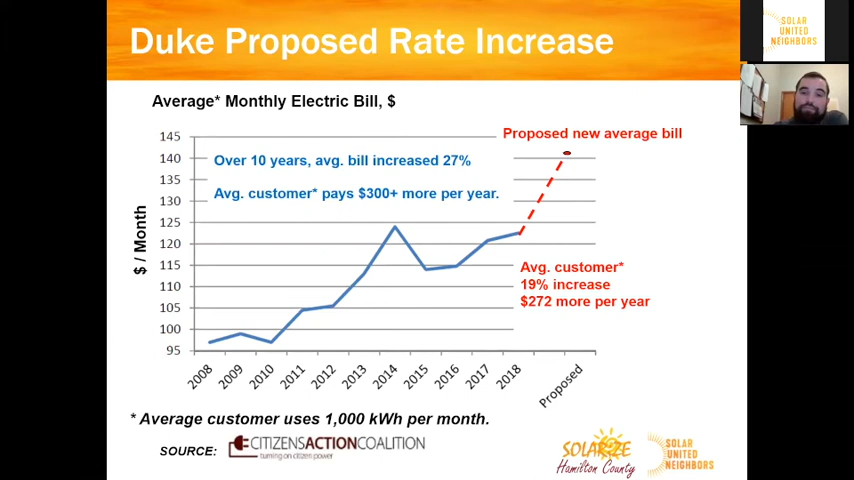 Duke Proposed Rate Increase
SOLAR
UNITED
NEIGHBORS
Average* Monthly Electric Bill, $
Proposed new average bill
Over 10 years, avg. bill increased 27%
Avg. customer* pays $300+ more per year.
$ / Month
145
140
135
130
125
120
115
110
105
100
95
Avg. customer*
19% increase
$272 more per year
2008
2009
2010
2011
2012
2013
2014
2015
2016
2017
2018
Proposed
* Average customer uses 1,000 kWh per month.
SOURCE:
CITIZENSACTIONCOALITION
turning on citizen power
SOLARIZE
Hamilton County
SOLAR
UNITED
NEIGHBORS